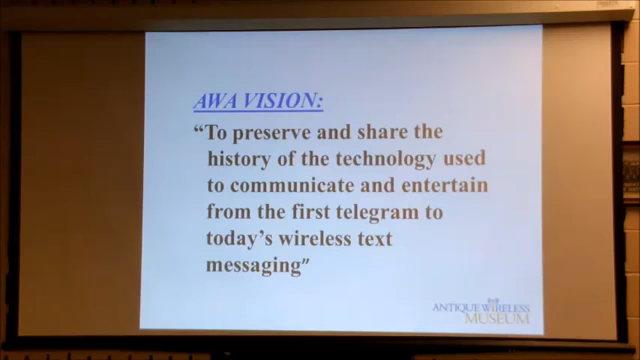 AWA VISION:
“To preserve and share the
history of the technology used
to communicate and entertain
from the first telegram to
today’s wireless text
messaging”
ANTIQUE WIRELESS
MUSEUM